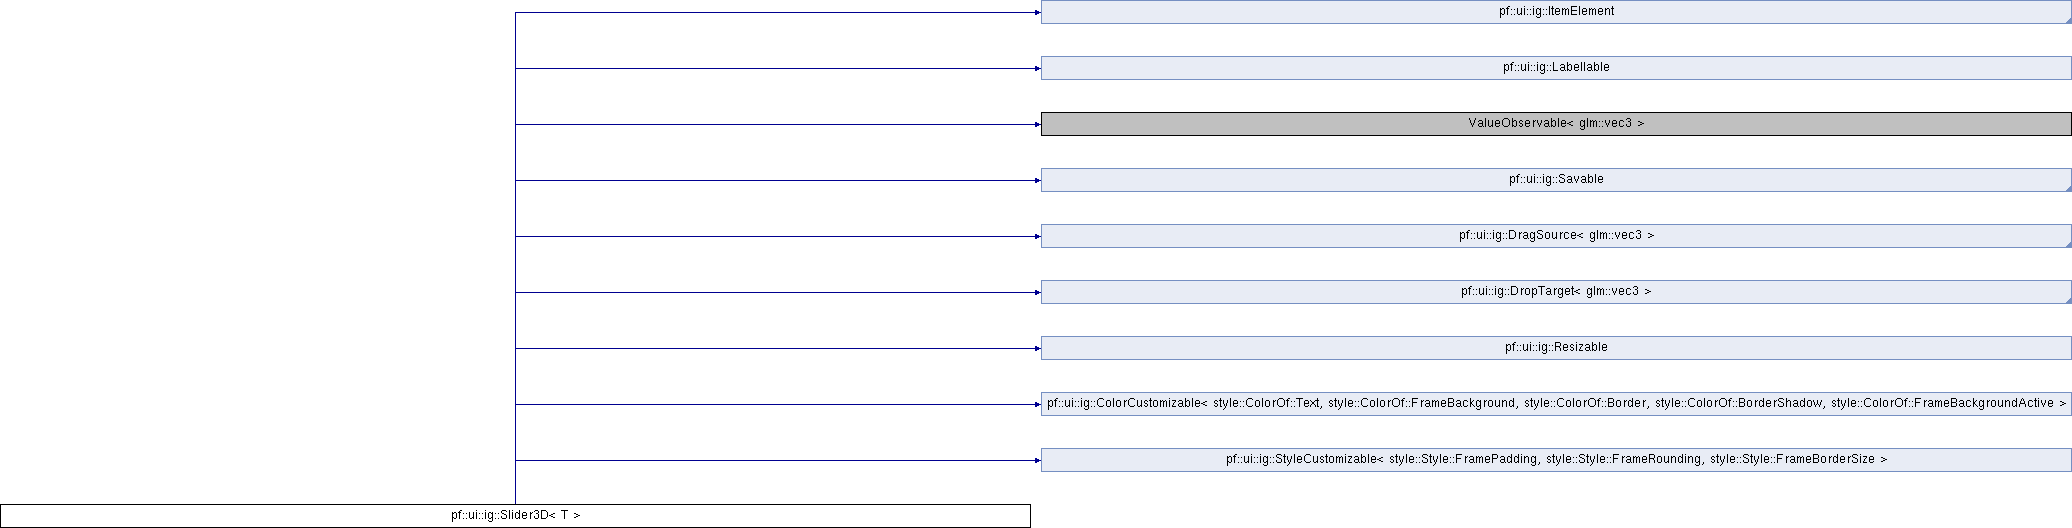 pf::ui::ig::ItemElement
pf::ui::ig::Labellable
ValueObservable< glm::vec3 >
pf::ui::ig::Savable
pf::ui::ig::DragSource< glm::vec3 >
pf::ui::ig::DropTarget< glm::vec3 >
pf::ui::ig::Resizable
pf::ui::ig::ColorCustomizable< style::ColorOf::Text, style::ColorOf::FrameBackground, style::ColorOf::Border, style::ColorOf::BorderShadow, style::ColorOf::FrameBackgroundActive >
pf::ui::ig::StyleCustomizable< style::Style::FramePadding, style::Style::FrameRounding, style::Style::FrameBorderSize >
pf::ui::ig::Slider3D< T >